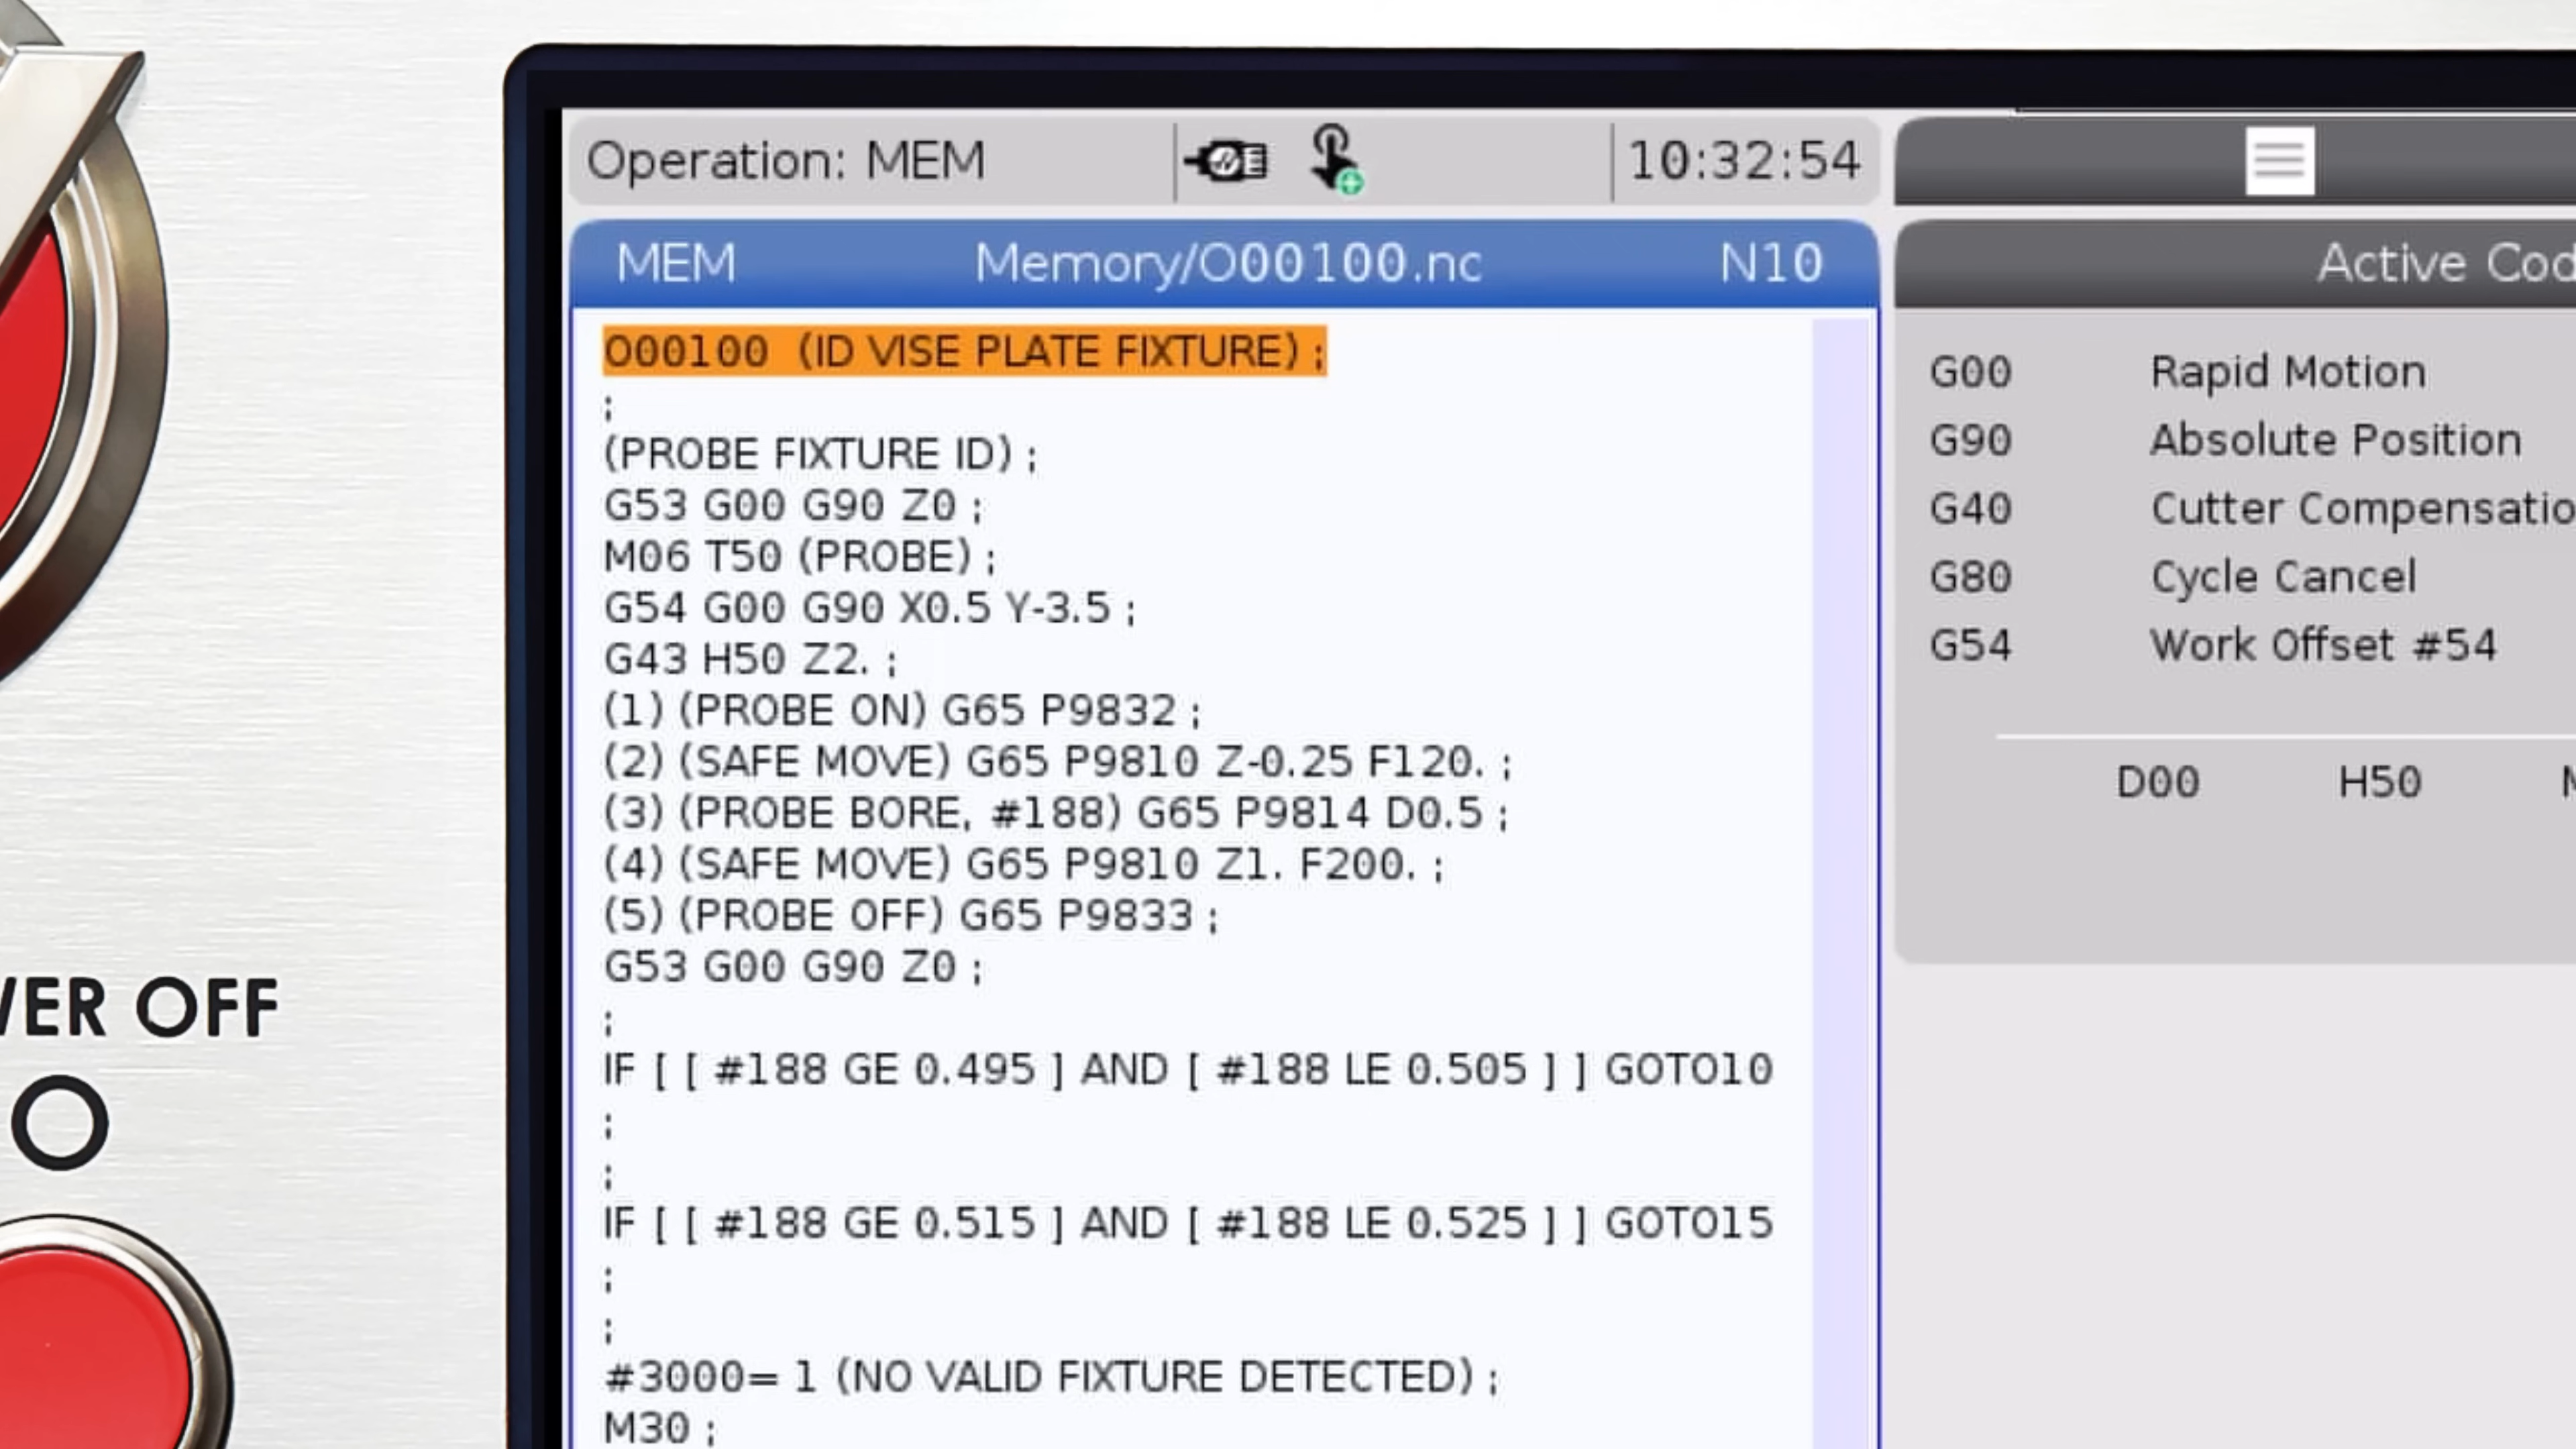 Operation: MEM
10:32:54
MEM Memory/O00100.nc N10
O00100 (ID VISE PLATE FIXTURE) ;
;
(PROBE FIXTURE ID) ;
G53 G00 G90 Z0 ;
M06 T50 (PROBE) ;
G54 G00 G90 X0.5 Y-3.5 ;
G43 H50 Z2. ;
(1) (PROBE ON) G65 P9832 ;
(2) (SAFE MOVE) G65 P9810 Z-0.25 F120. ;
(3) (PROBE BORE, #188) G65 P9814 D0.5 ;
(4) (SAFE MOVE) G65 P9810 Z1. F200. ;
(5) (PROBE OFF) G65 P9833 ;
G53 G00 G90 Z0 ;
;
IF [ [ #188 GE 0.495 ] AND [ #188 LE 0.505 ] ] GOTO10
;
;
IF [ [ #188 GE 0.515 ] AND [ #188 LE 0.525 ] ] GOTO15
;
;
#3000= 1 (NO VALID FIXTURE DETECTED) ;
M30 ;
Active Cod
G00 Rapid Motion
G90 Absolute Position
G40 Cutter Compensatio
G80 Cycle Cancel
G54 Work Offset #54
D00 H50
WER OFF